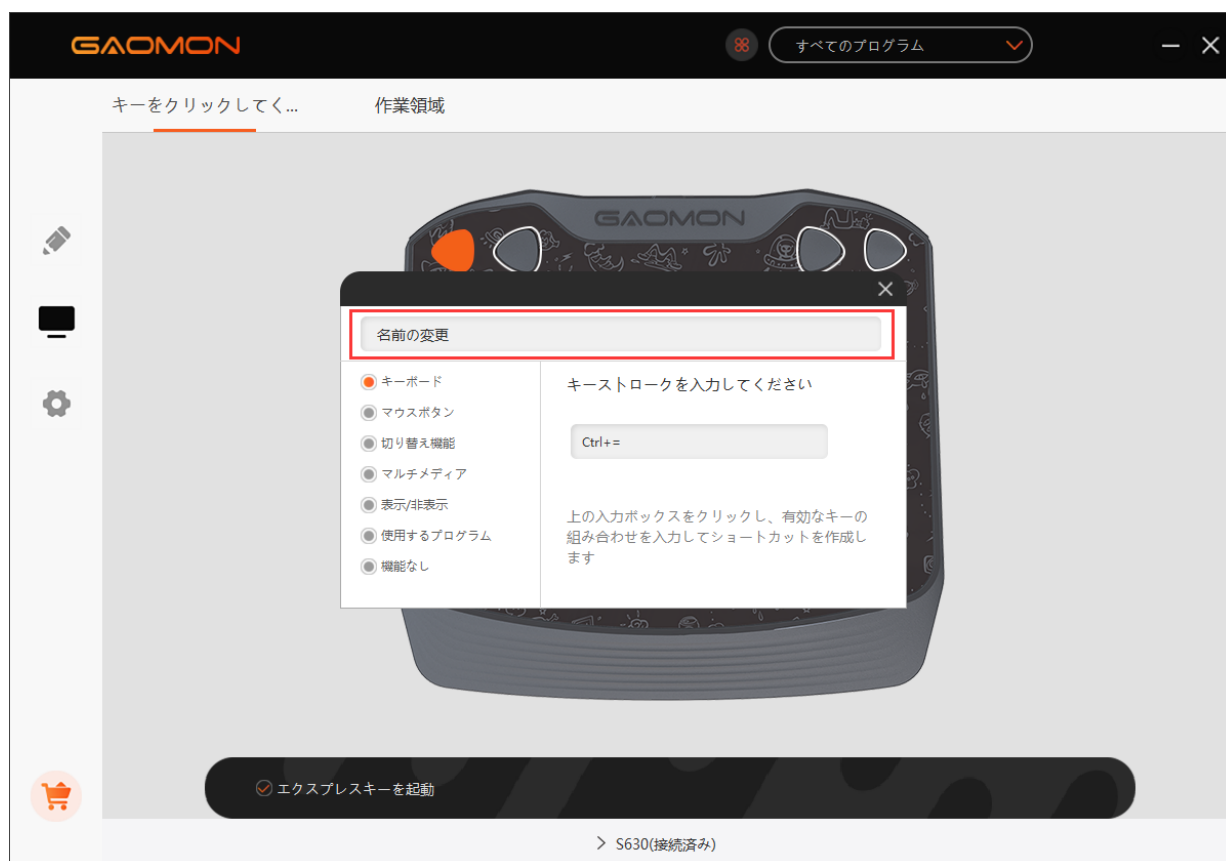 GAOMON
すべてのプログラム
キーをクリックしてく...
作業領域
GAOMON
名前の変更
キーボード
マウスボタン
切り替え機能
マルチメディア
表示/非表示
使用するプログラム
機能なし
キーストロークを入力してください
Ctrl+=
上の入力ボックスをクリックし、有効なキーの
組み合わせを入力してショートカットを作成し
ます
エクスプレスキーを起動
S630(接続済み)